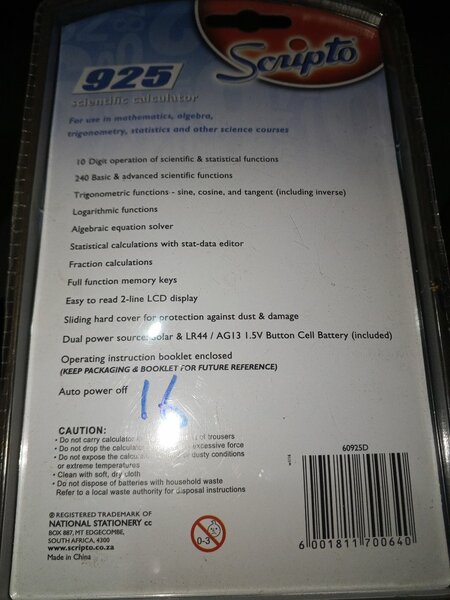 Scripto
925
scientific calculator
For use in mathematics, algebra,
trigonometry, statistics and other science courses
10 Digit operation of scientific & statistical functions
240 Basic & advanced scientific functions
Trigonometric functions - sine, cosine, and tangent (including inverse)
Logarithmic functions
Algebraic equation solver
Statistical calculations with stat-data editor
Fraction calculations
Full function memory keys
Easy to read 2-line LCD display
Sliding hard cover for protection against dust & damage
Dual power source: Solar & LR44 / AG13 1.5V Button Cell Battery (included)
Operating instruction booklet enclosed
(KEEP PACKAGING & BOOKLET FOR FUTURE REFERENCE)
Auto power off
16
CAUTION:
• Do not carry calculator of trousers
• Do not drop the calculator excessive force
• Do not expose the dusty conditions
or extreme temperatures
• Clean with soft, dry cloth
• Do not dispose of batteries with household waste
Refer to a local waste authority for disposal instructions
® REGISTERED TRADEMARK OF
NATIONAL STATIONERY cc
BOX 887, MT EDGECOMBE,
SOUTH AFRICA, 4300
www.scripto.co.za
Made in China
0-3
60925D
6 001811 700640